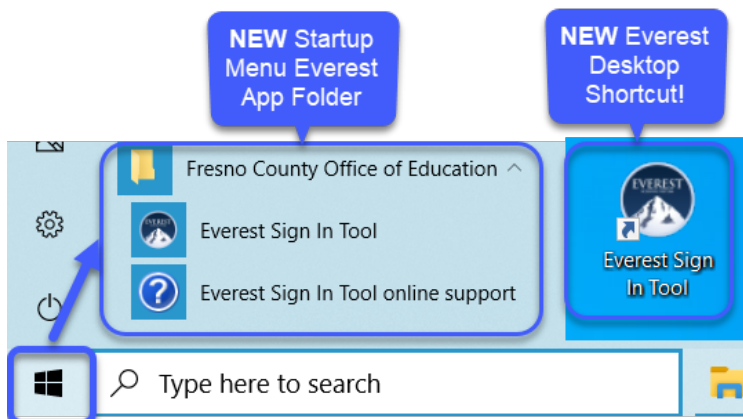 NEW Startup
Menu Everest
App Folder
NEW Everest
Desktop
Shortcut!
Fresno County Office of Education
Everest Sign In Tool
Everest Sign In Tool online support
EVEREST
Everest Sign
In Tool
Type here to search